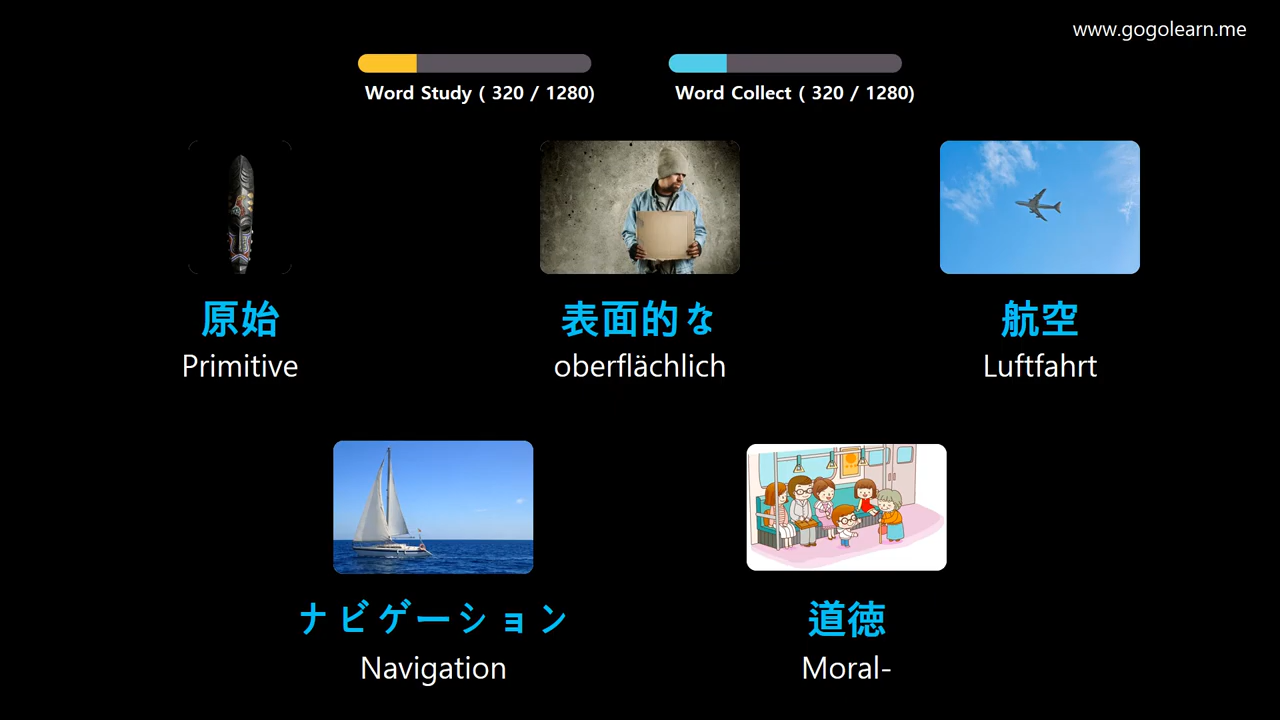 www.gogolearn.me
Word Study ( 320 / 1280)
Word Collect ( 320 / 1280)
原始
Primitive
表面的な
oberflächlich
航空
Luftfahrt
ナビゲーション
Navigation
道徳
Moral-